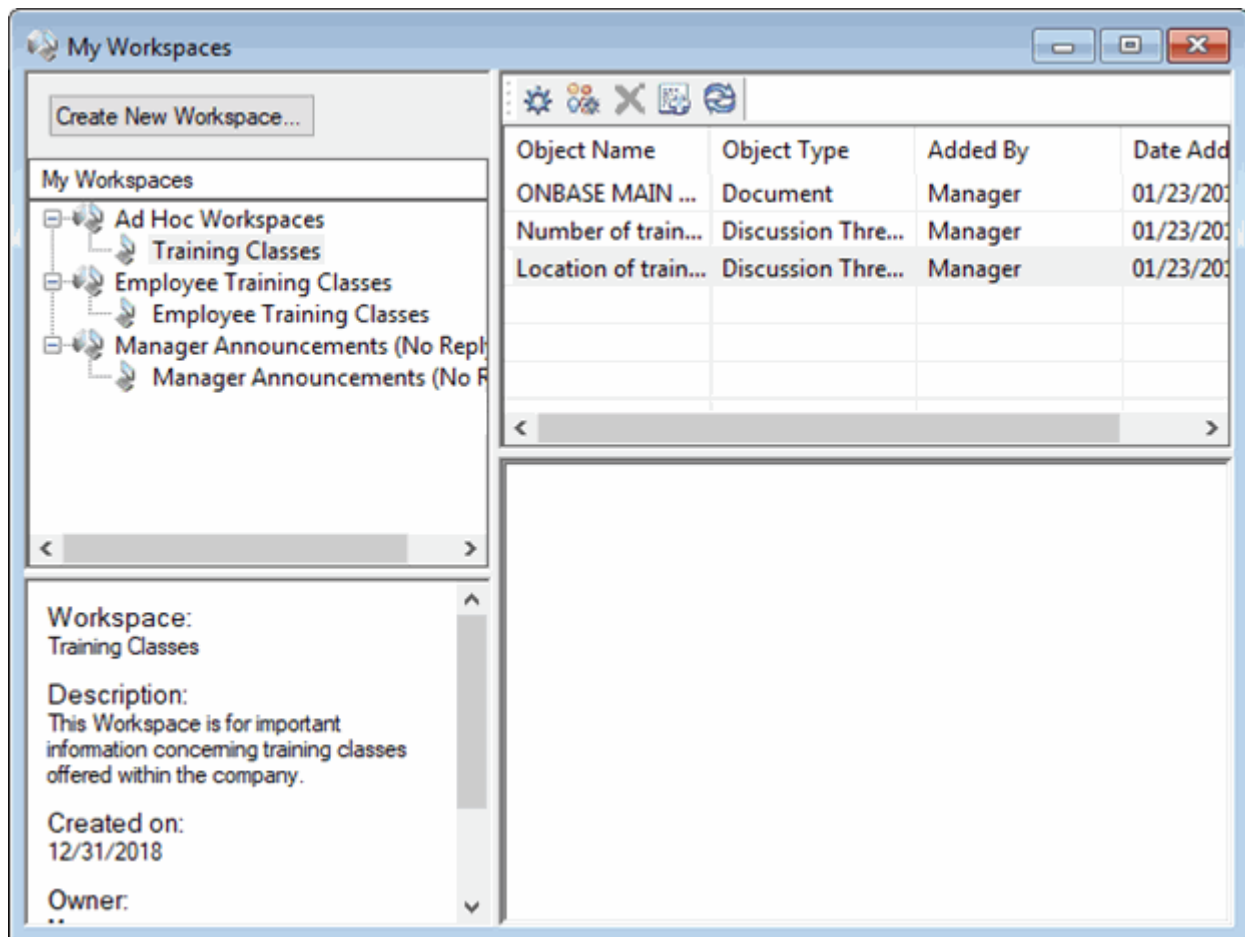 My Workspaces
Create New Workspace...
My Workspaces
Ad Hoc Workspaces
Training Classes
Employee Training Classes
Employee Training Classes
Manager Announcements (No Reply
Manager Announcements (No R
Workspace:
Training Classes
Description:
This Workspace is for important
information concerning training classes
offered within the company.
Created on:
12/31/2018
Owner:
Object Name Object Type Added By Date Add
ONBASE MAIN ... Document Manager 01/23/201
Number of train... Discussion Thre... Manager 01/23/201
Location of train... Discussion Thre... Manager 01/23/201